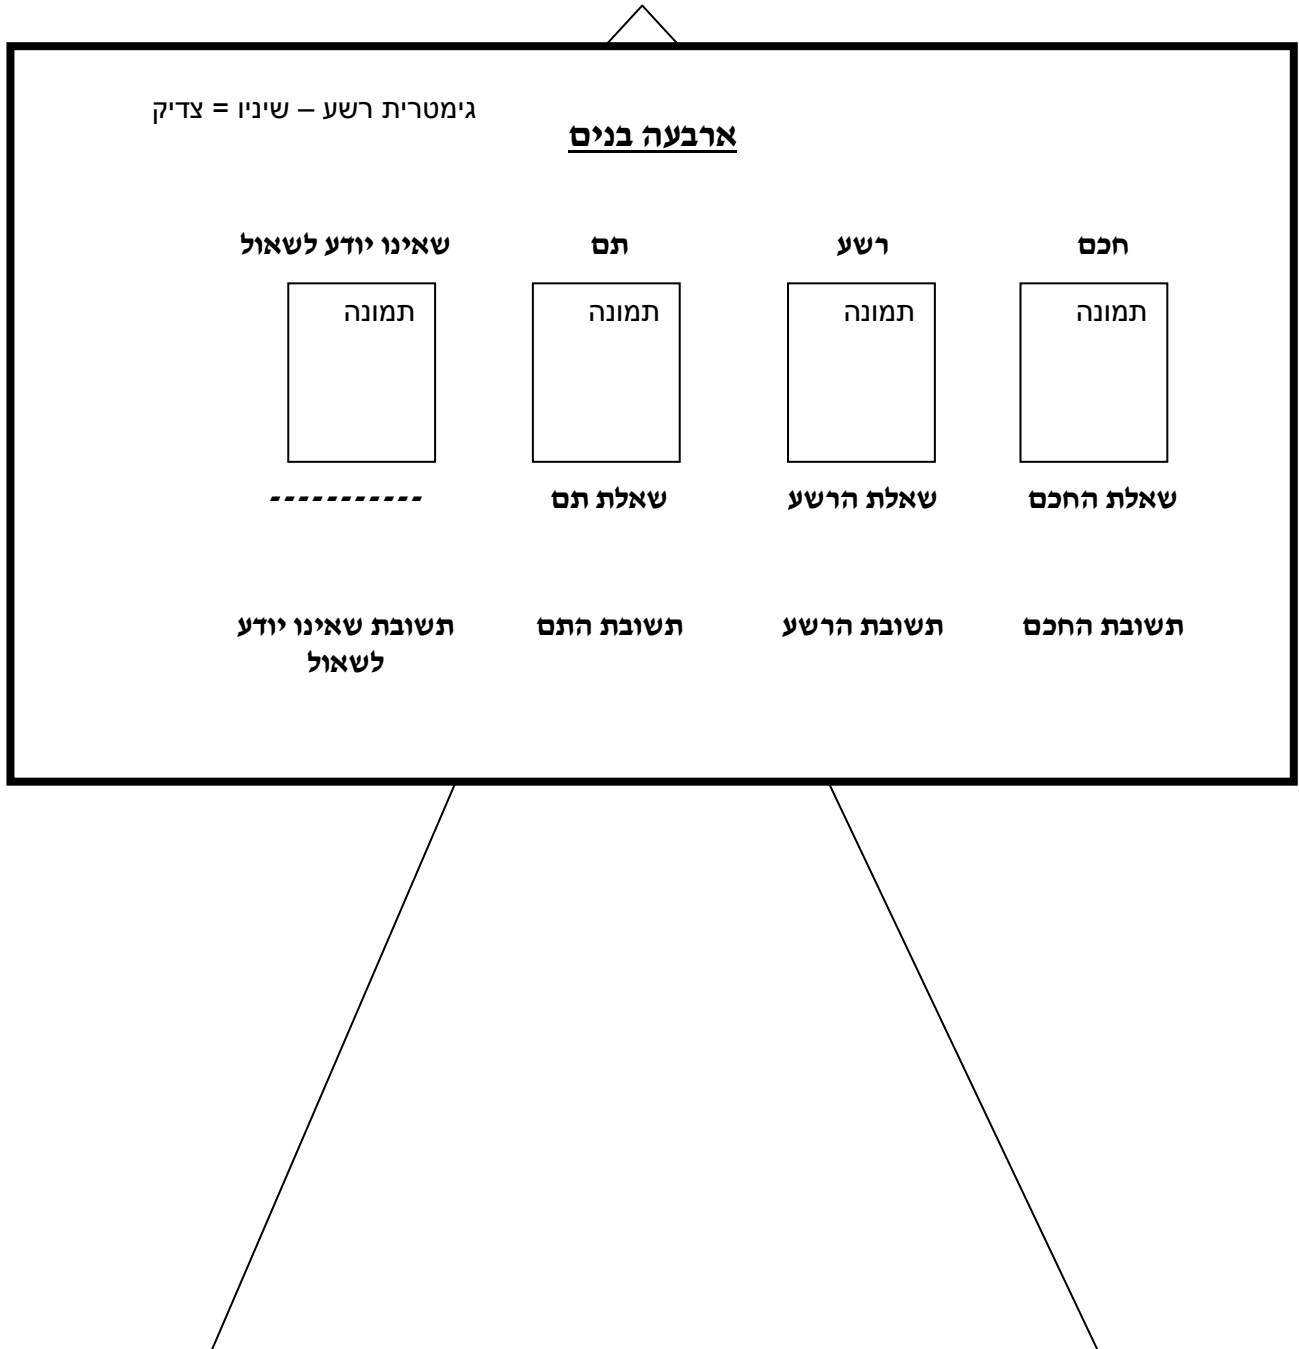 גימטרית רשע – שיניו = צדיק
ארבעה בנים
חכם רשע תם שאינו יודע לשאול
תמונה תמונה תמונה תמונה
שאלת החכם שאלת הרשע שאלת תם -----------
תשובת החכם תשובת הרשע תשובת התם תשובת שאינו יודע
לשאול